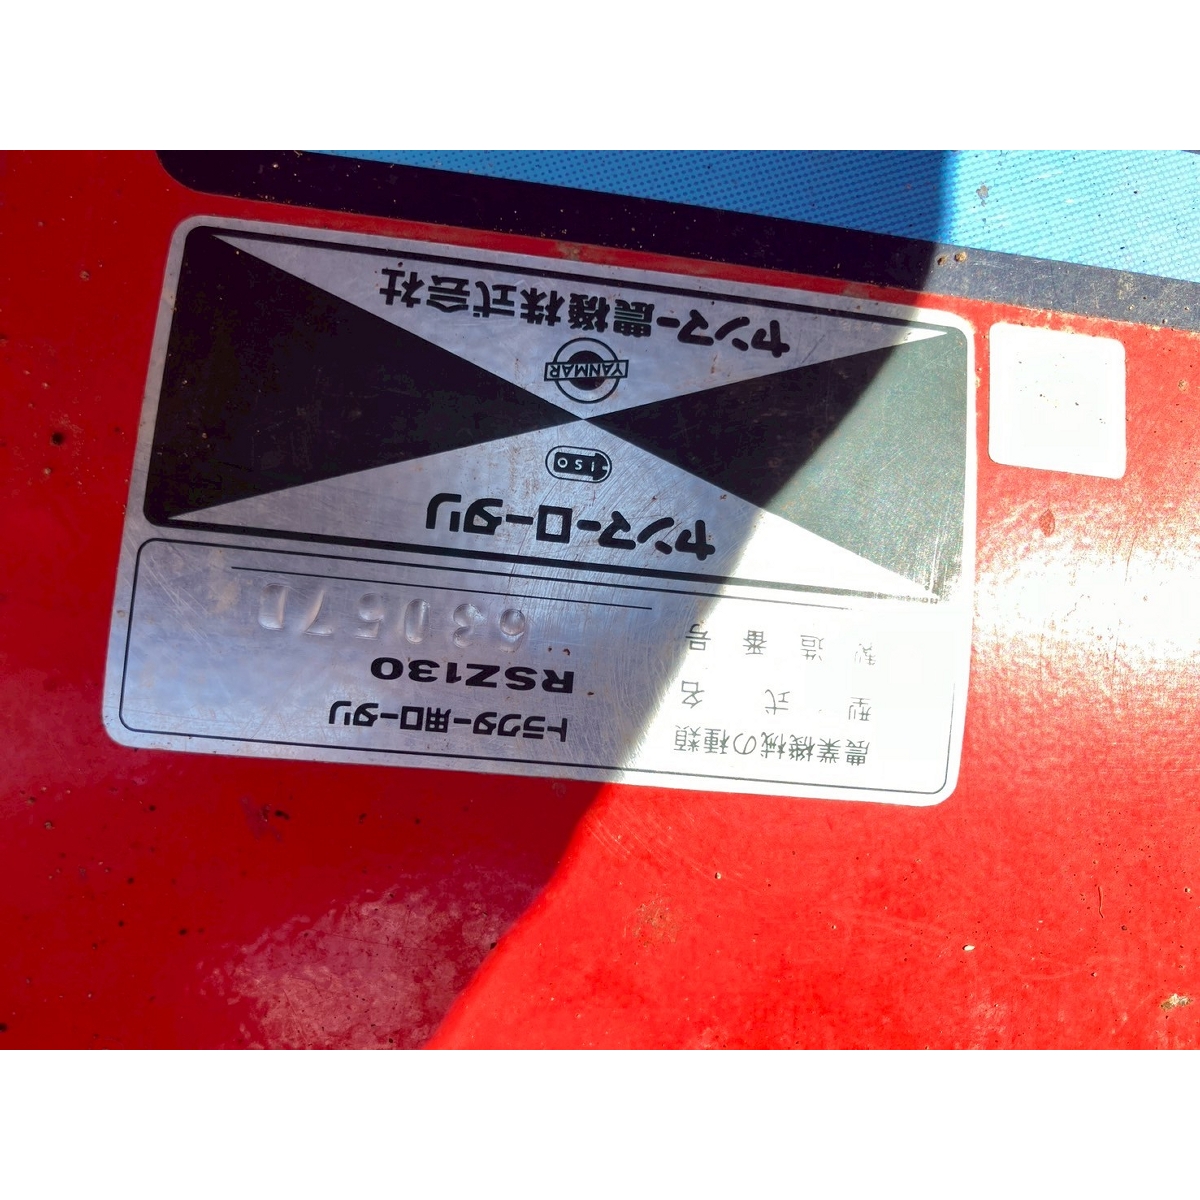 農業機械の種類 トラクター用ロータリ
型式名 RSZ130
製造番号 630570
ヤンマーロータリ
ISO
YANMAR
ヤンマー農機株式会社